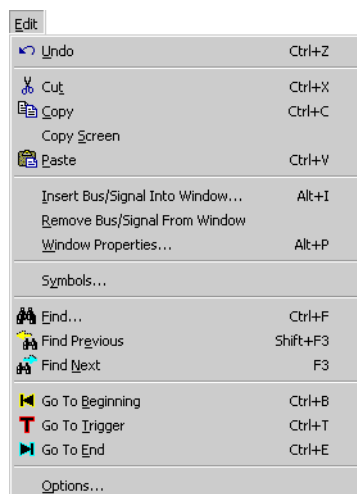 Edit
Undo Ctrl+Z
Cut Ctrl+X
Copy Ctrl+C
Copy Screen
Paste Ctrl+V
Insert Bus/Signal Into Window... Alt+I
Remove Bus/Signal From Window
Window Properties... Alt+P
Symbols...
Find... Ctrl+F
Find Previous Shift+F3
Find Next F3
Go To Beginning Ctrl+B
T Go To Trigger Ctrl+T
Go To End Ctrl+E
Options...